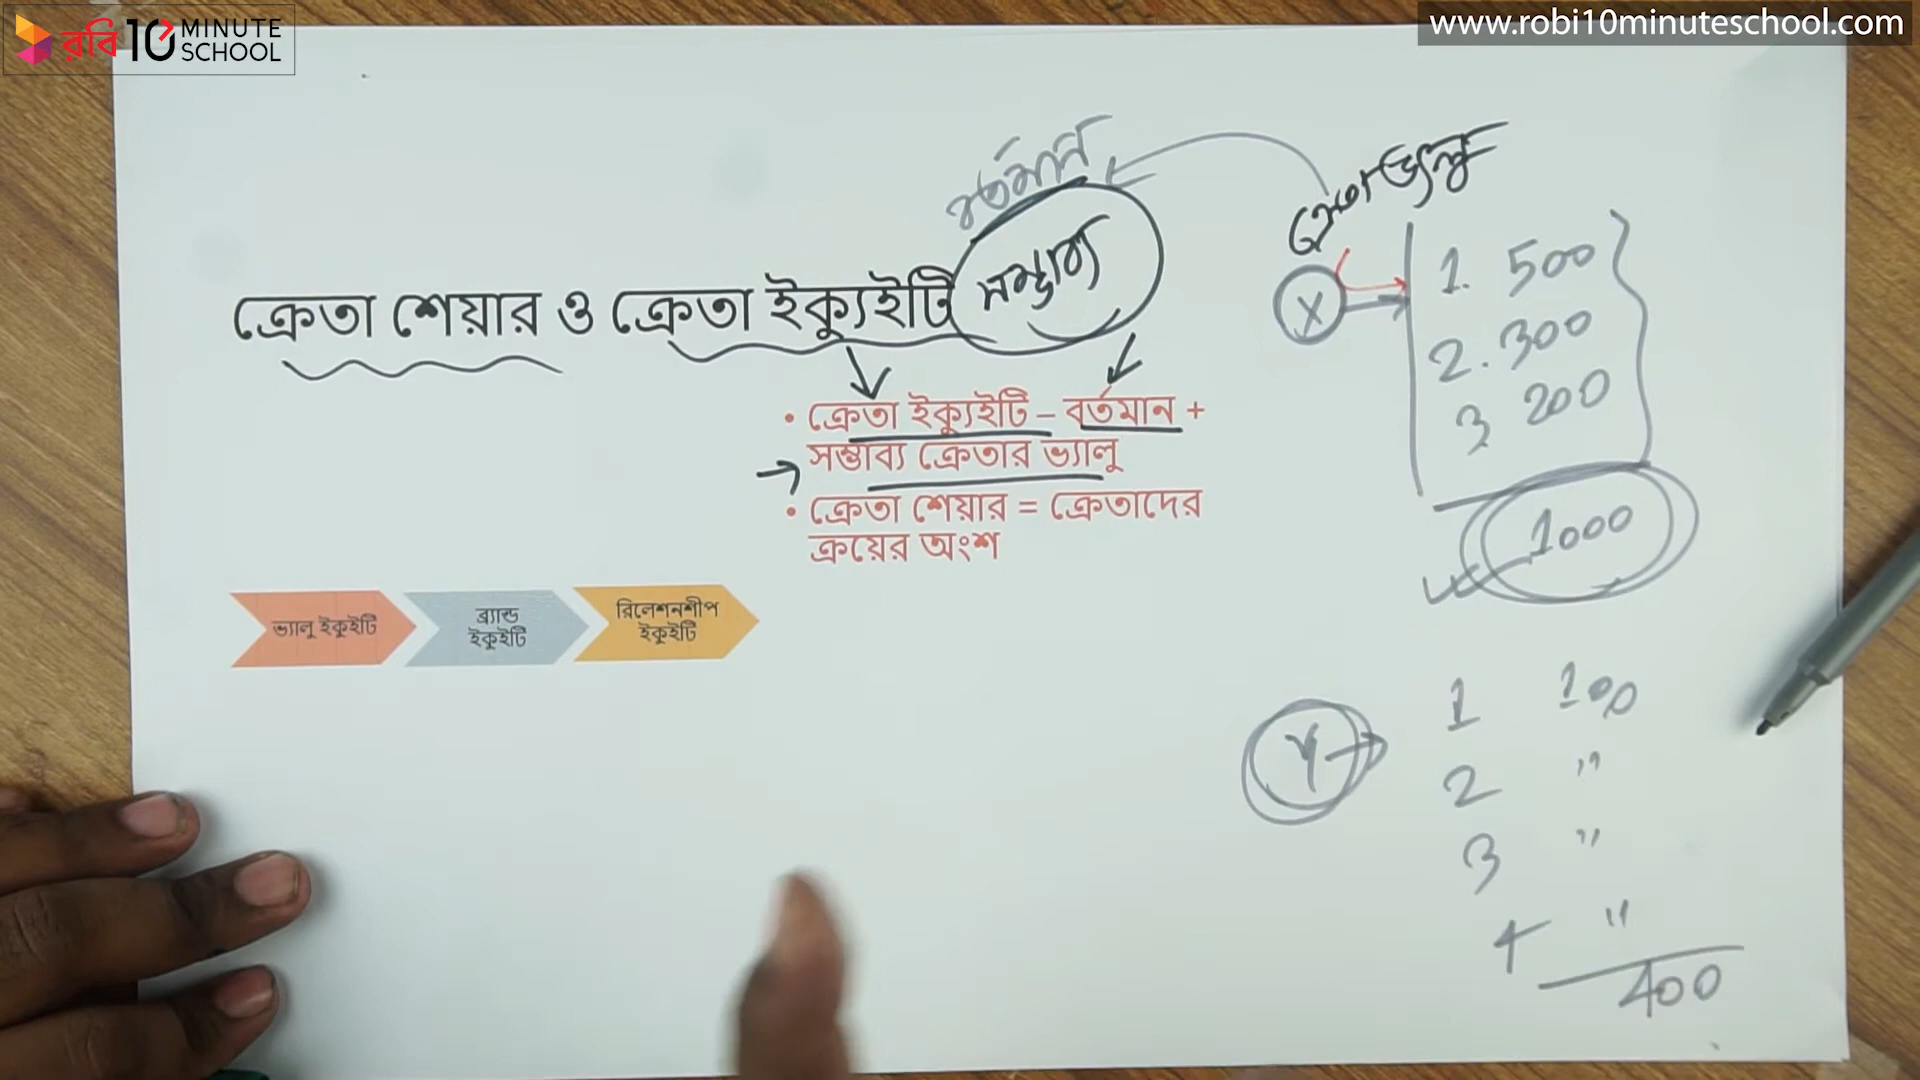 রবি 10 MINUTE SCHOOL
www.robi10minuteschool.com
বর্তমান
ক্রেতা ভ্যালু
ক্রেতা শেয়ার ও ক্রেতা ইক্যুইটি
সম্ভাব্য
• ক্রেতা ইক্যুইটি – বর্তমান +
সম্ভাব্য ক্রেতার ভ্যালু
• ক্রেতা শেয়ার = ক্রেতাদের
ক্রয়ের অংশ
ভ্যালু ইকুইটি
ব্র্যান্ড
ইকুইটি
রিলেশনশীপ
ইকুইটি
X
1. 500
2. 300
3 200
1000
Y
1 100
2 "
3 "
4 "
400